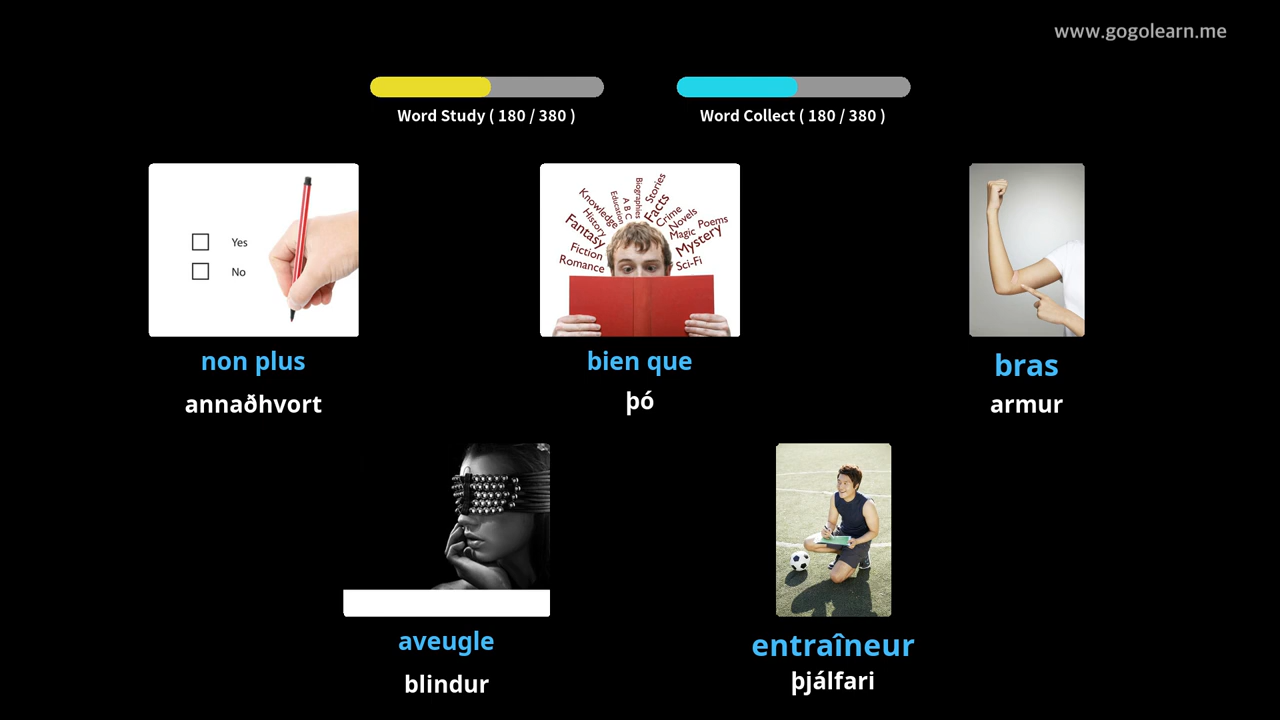 www.gogolearn.me
Word Study ( 180 / 380 )
Word Collect ( 180 / 380 )
Yes
No
Knowledge
History
Fantasy
Fiction
Romance
Education
A B C
Biographies
Stories
Facts
Crime
Novels
Magic
Poems
Mystery
Sci-Fi
non plus
bien que
bras
annaðhvort
þó
armur
aveugle
entraîneur
blindur
þjálfari